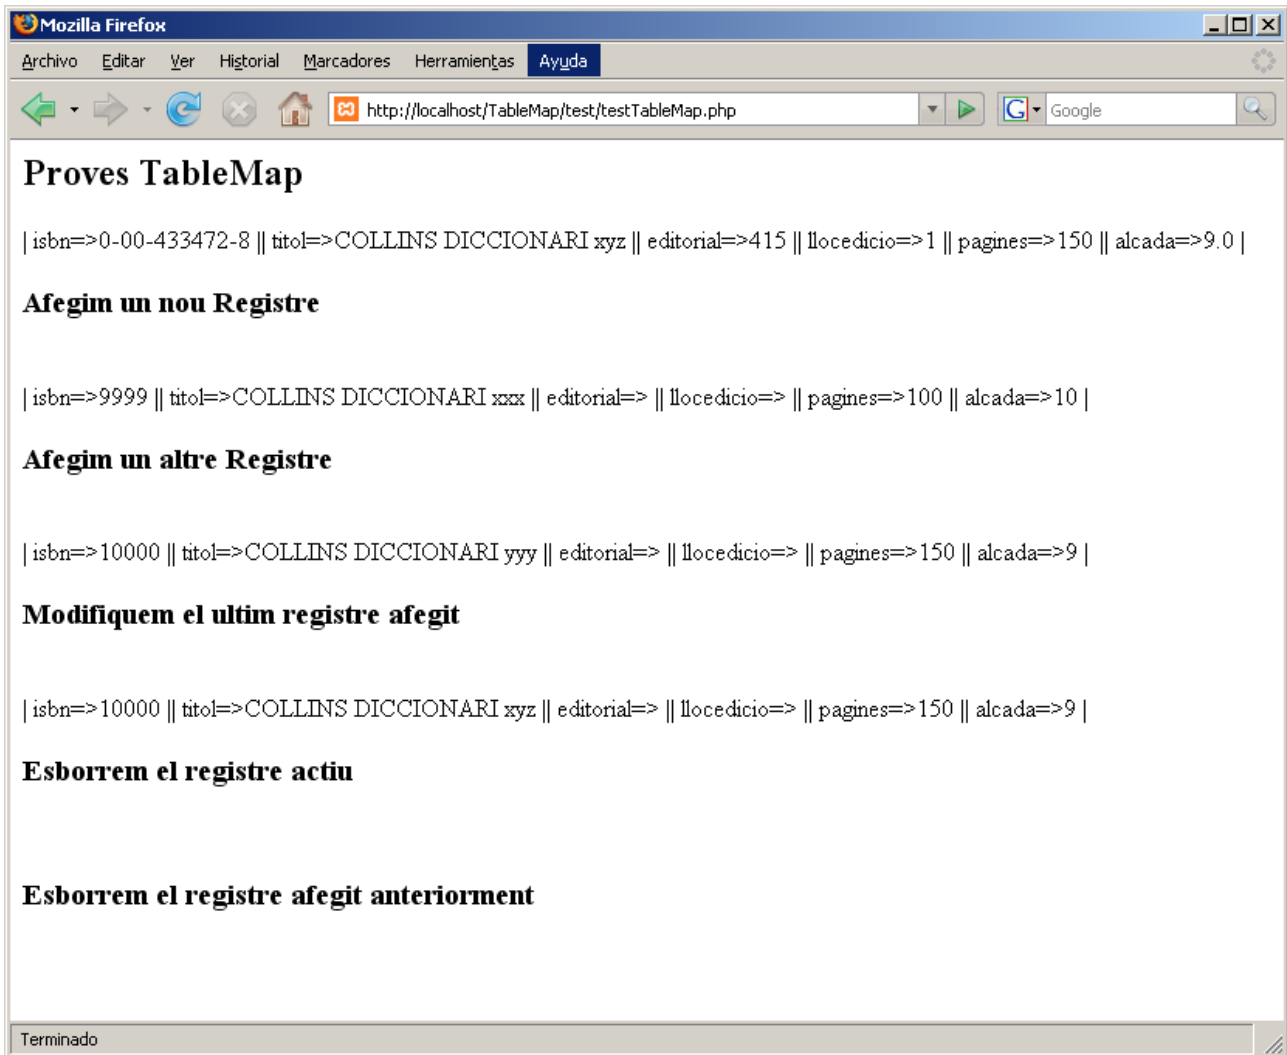 Mozilla Firefox
Archivo Editar Ver Historial Marcadores Herramientas Ayuda
http://localhost/TableMap/test/testTableMap.php G Google
Proves TableMap
| isbn=>0-00-433472-8 || titol=>COLLINS DICCIONARI xyz || editorial=>415 || llocedicio=>1 || pagines=>150 || alcada=>9.0 |
Afegim un nou Registre
| isbn=>9999 || titol=>COLLINS DICCIONARI xxx || editorial=> || llocedicio=> || pagines=>100 || alcada=>10 |
Afegim un altre Registre
| isbn=>10000 || titol=>COLLINS DICCIONARI yyy || editorial=> || llocedicio=> || pagines=>150 || alcada=>9 |
Modifiquem el ultim registre afegit
| isbn=>10000 || titol=>COLLINS DICCIONARI xyz || editorial=> || llocedicio=> || pagines=>150 || alcada=>9 |
Esborrem el registre actiu
Esborrem el registre afegit anteriorment
Terminado